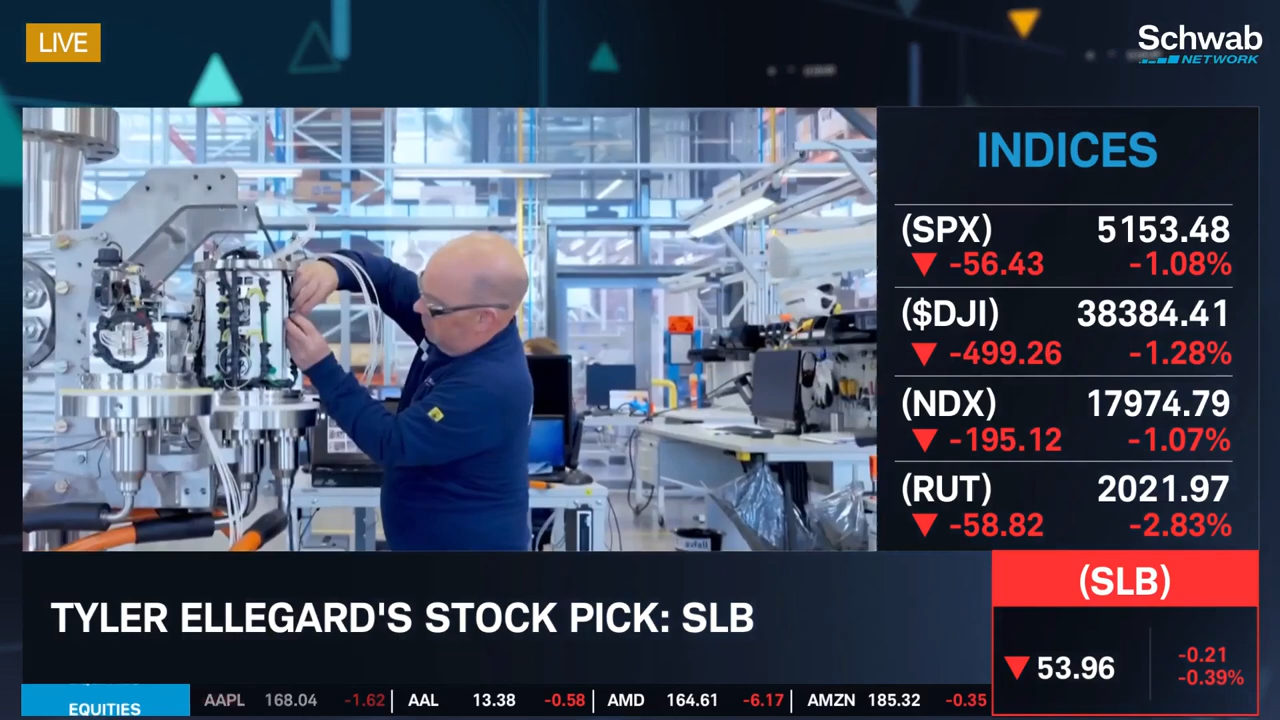 LIVE
Schwab
NETWORK
INDICES
(SPX) 5153.48
-56.43 -1.08%
($DJI) 38384.41
-499.26 -1.28%
(NDX) 17974.79
-195.12 -1.07%
(RUT) 2021.97
-58.82 -2.83%
TYLER ELLEGARD'S STOCK PICK: SLB
(SLB)
53.96
-0.21
-0.39%
EQUITIES
AAPL 168.04 -1.62 AAL 13.38 -0.58 AMD 164.61 -6.17 AMZN 185.32 -0.35